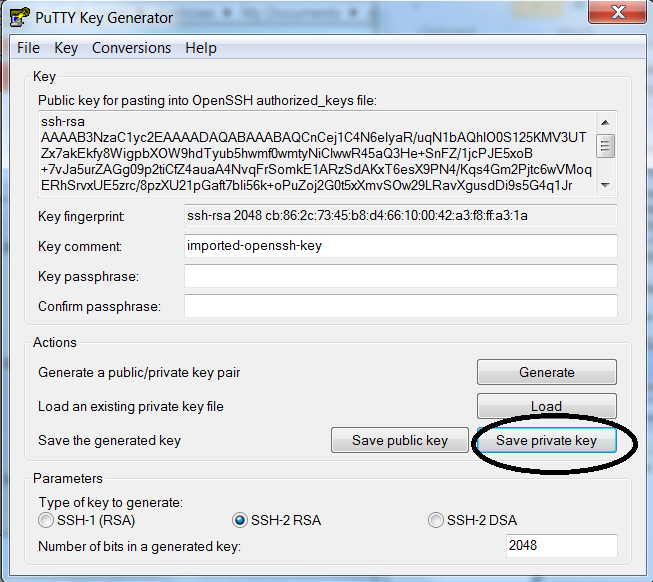 PuTTY Key Generator
File Key Conversions Help
Key
Public key for pasting into OpenSSH authorized_keys file:
ssh-rsa
AAAAB3NzaC1yc2EAAAADAQABAAABAQCnCej1C4N6elyaR/uqN1bAQhlO0S125KMV3UT
Zx7akEkfy8WigpbXOW9hdTyub5hwmf0wmtyNiClwwR45aQ3He+SnFZ/1jcPJE5xoB
+7vJa5urZAGg09p2tiCfZ4auaA4NvqFrSomkE1ARzSdAKxT6esX9PN4/Kqs4Gm2Pjtc6wVMoq
ERhSrvxUE5zrc/8pzXU21pGaft7bIi56k+oPuZoj2G0t5xXmvSOw29LRavXgusdDi9s5G4q1Jr
Key fingerprint: ssh-rsa 2048 cb:86:2c:73:45:b8:d4:66:10:00:42:a3:f8:ff:a3:1a
Key comment: imported-openssh-key
Key passphrase:
Confirm passphrase:
Actions
Generate a public/private key pair Generate
Load an existing private key file Load
Save the generated key Save public key Save private key
Parameters
Type of key to generate:
SSH-1 (RSA) SSH-2 RSA SSH-2 DSA
Number of bits in a generated key: 2048